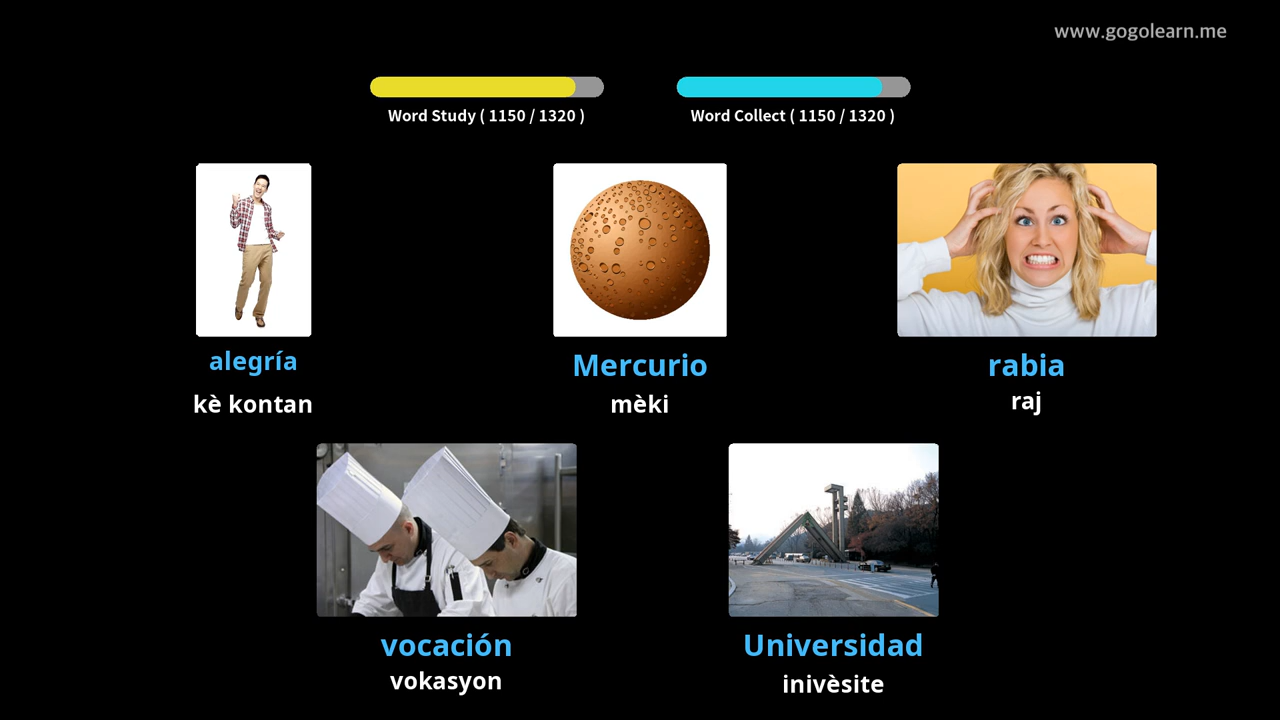 www.gogolearn.me
Word Study ( 1150 / 1320 )
Word Collect ( 1150 / 1320 )
alegría
kè kontan
Mercurio
mèki
rabia
raj
vocación
vokasyon
Universidad
inivèsite